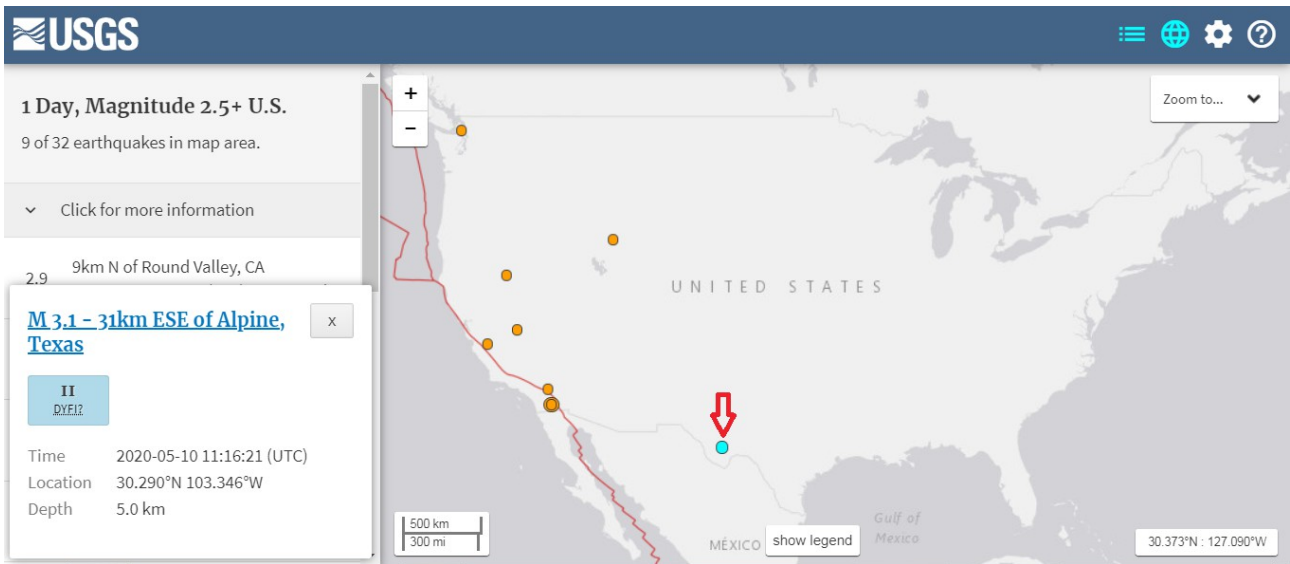 USGS
1 Day, Magnitude 2.5+ U.S.
9 of 32 earthquakes in map area.
Click for more information
9km N of Round Valley, CA
2.9
M 3.1 - 31km ESE of Alpine,
Texas
x
II
DYFI?
Time 2020-05-10 11:16:21 (UTC)
Location 30.290°N 103.346°W
Depth 5.0 km
+
−
Zoom to...
UNITED STATES
500 km
300 mi
MÉXICO
show legend
Gulf of
Mexico
30.373°N : 127.090°W